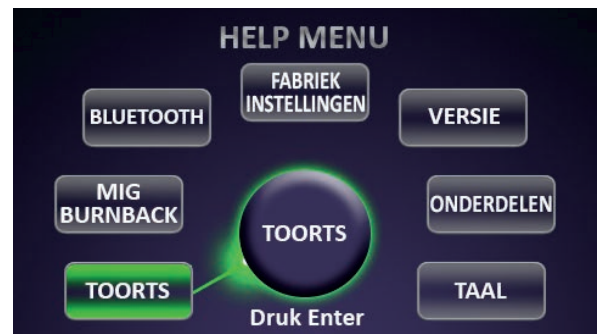 HELP MENU
FABRIEK
INSTELLINGEN
BLUETOOTH
VERSIE
MIG
BURNBACK
ONDERDELEN
TOORTS
TOORTS
TAAL
Druk Enter